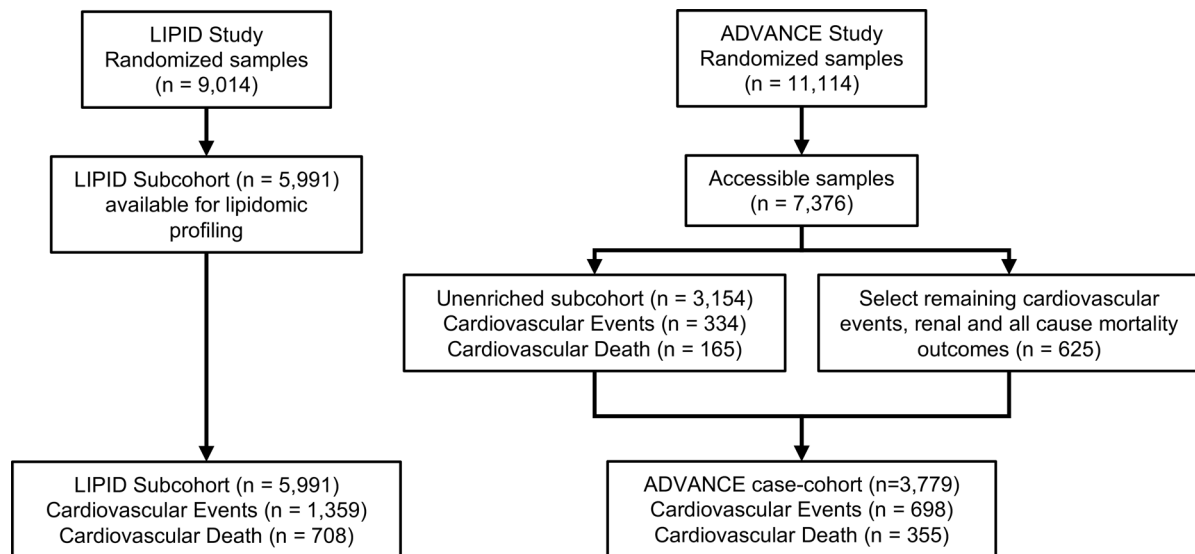 LIPID Study
Randomized samples
(n = 9,014)
LIPID Subcohort (n = 5,991)
available for lipidomic
profiling
LIPID Subcohort (n = 5,991)
Cardiovascular Events (n = 1,359)
Cardiovascular Death (n = 708)
ADVANCE Study
Randomized samples
(n = 11,114)
Accessible samples
(n = 7,376)
Unenriched subcohort (n = 3,154)
Cardiovascular Events (n = 334)
Cardiovascular Death (n = 165)
Select remaining cardiovascular
events, renal and all cause mortality
outcomes (n = 625)
ADVANCE case-cohort (n=3,779)
Cardiovascular Events (n = 698)
Cardiovascular Death (n = 355)